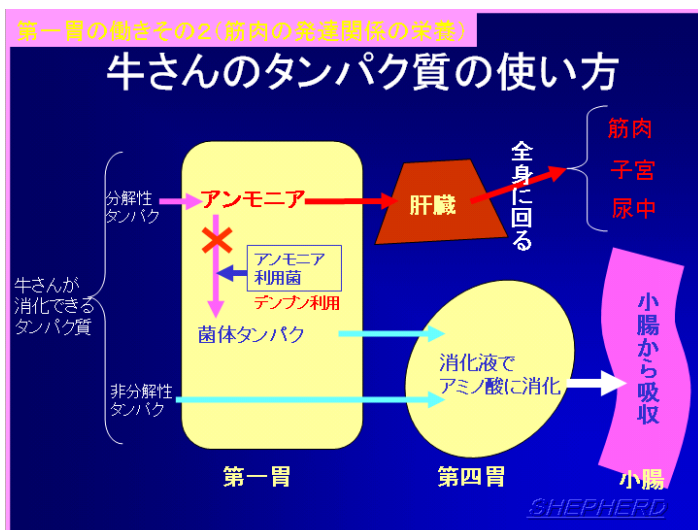 第一胃の働きその2(筋肉の発達関係の栄養)
牛さんのタンパク質の使い方
牛さんが
消化できる
タンパク質
分解性
タンパク
アンモニア
アンモニア
利用菌
デンプン利用
菌体タンパク
非分解性
タンパク
第一胃
肝臓
全身に回る
筋肉
子宮
尿中
消化液で
アミノ酸に消化
第四胃
小腸から吸収
小腸
SHEPHERD